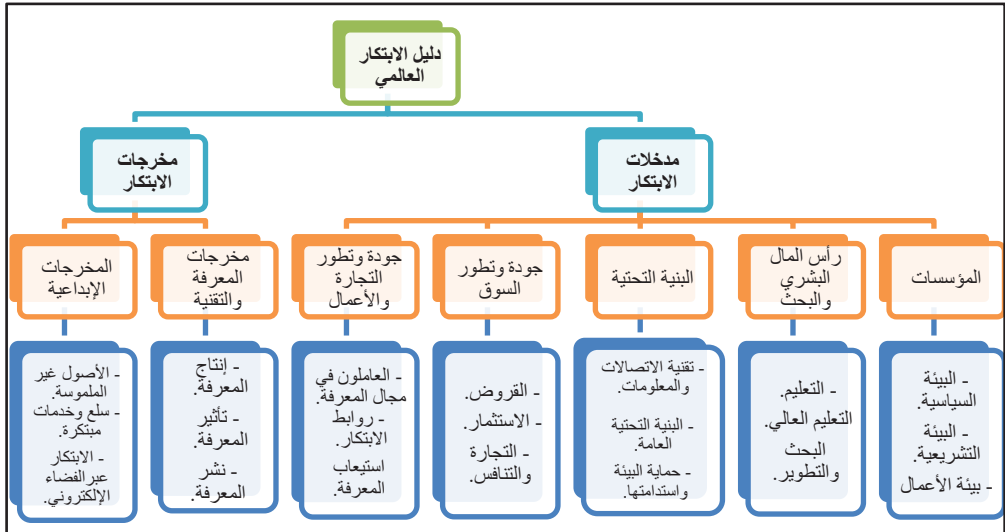 دليل الابتكار
العالمي
مدخلات
الابتكار
مخرجات
الابتكار
المؤسسات
رأس المال
البشري
والبحث
البنية التحتية
جودة وتطور
السوق
جودة وتطور
التجارة
والأعمال
مخرجات
المعرفة
والتقنية
المخرجات
الإبداعية
- البيئة
السياسية.
- البيئة
التشريعية.
- بيئة الأعمال
- التعليم.
التعليم العالي.
البحث
والتطوير.
- تقنية الاتصالات
والمعلومات.
- البنية التحتية
العامة.
- حماية البيئة
واستدامتها.
- القروض.
- الاستثمار.
- التجارة
والتنافس.
- العاملون في
مجال المعرفة.
- روابط
الابتكار.
استيعاب
المعرفة.
- إنتاج
المعرفة.
- تأثير
المعرفة.
- نشر
المعرفة.
- الأصول غير
الملموسة.
- سلع وخدمات
مبتكرة.
- الابتكار
عبرالفضاء
الإلكتروني.